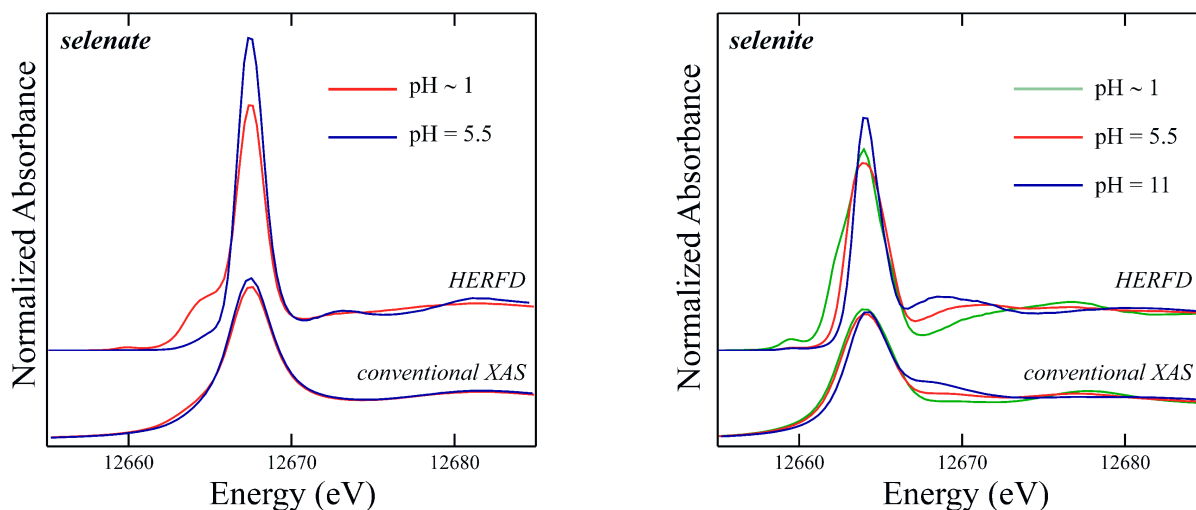 selenate
pH ~ 1
pH = 5.5
HERFD
conventional XAS
Normalized Absorbance
12660
12670
12680
Energy (eV)
selenite
pH ~ 1
pH = 5.5
pH = 11
HERFD
conventional XAS
Normalized Absorbance
12660
12670
12680
Energy (eV)